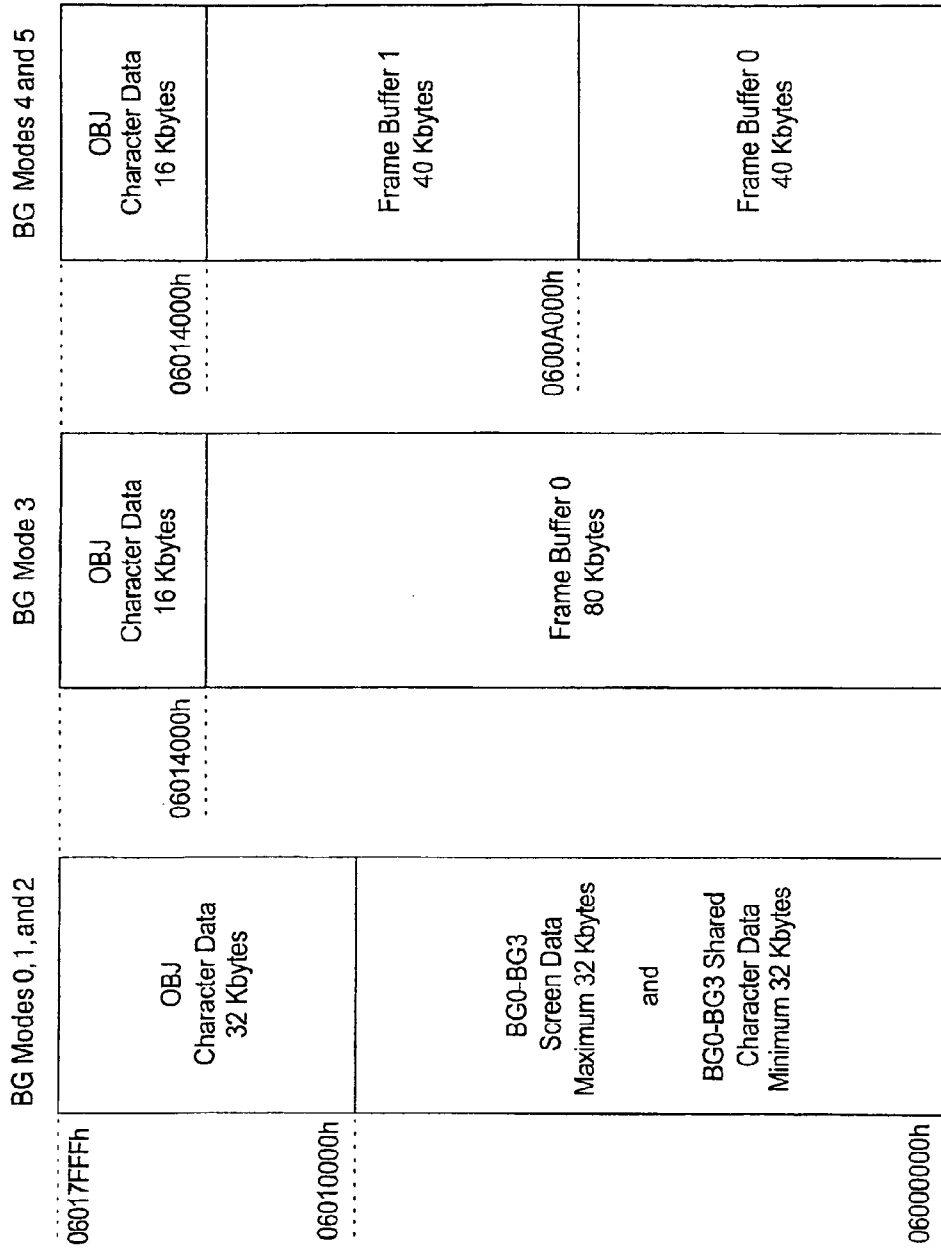 BG Modes 0, 1, and 2
06017FFFh
OBJ
Character Data
32 Kbytes
06010000h
BG0-BG3
Screen Data
Maximum 32 Kbytes
and
BG0-BG3 Shared
Character Data
Minimum 32 Kbytes
06000000h
BG Mode 3
OBJ
Character Data
16 Kbytes
06014000h
Frame Buffer 0
80 Kbytes
BG Modes 4 and 5
OBJ
Character Data
16 Kbytes
06014000h
Frame Buffer 1
40 Kbytes
0600A000h
Frame Buffer 0
40 Kbytes